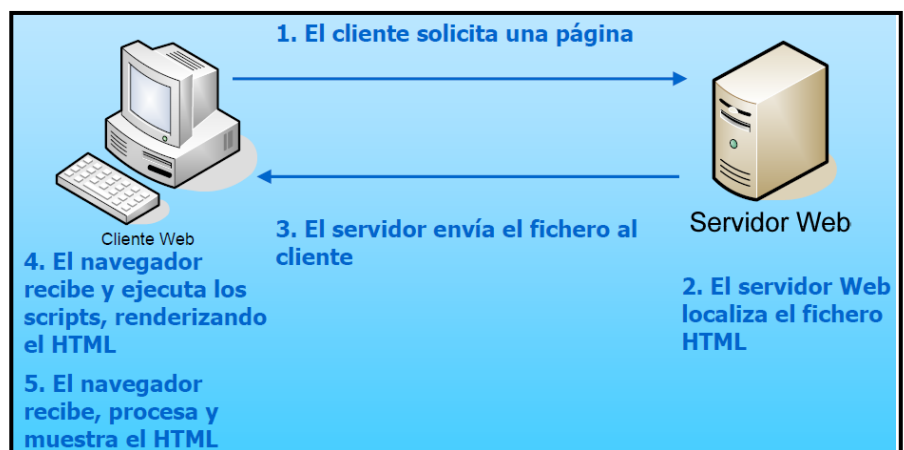 1. El cliente solicita una página
3. El servidor envía el fichero al
cliente
Cliente Web
Servidor Web
4. El navegador
recibe y ejecuta los
scripts, renderizando
el HTML
2. El servidor Web
localiza el fichero
HTML
5. El navegador
recibe, procesa y
muestra el HTML